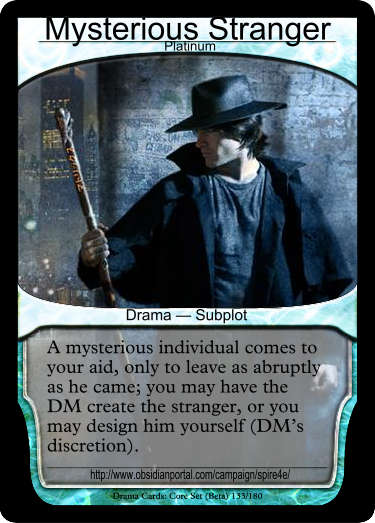 Mysterious Stranger
Platinum
Drama — Subplot
A mysterious individual comes to
your aid, only to leave as abruptly
as he came; you may have the
DM create the stranger, or you
may design him yourself (DM's
discretion).
http://www.obsidianportal.com/campaign/spire4e/
Drama Cards: Core Set (Beta) 135/180